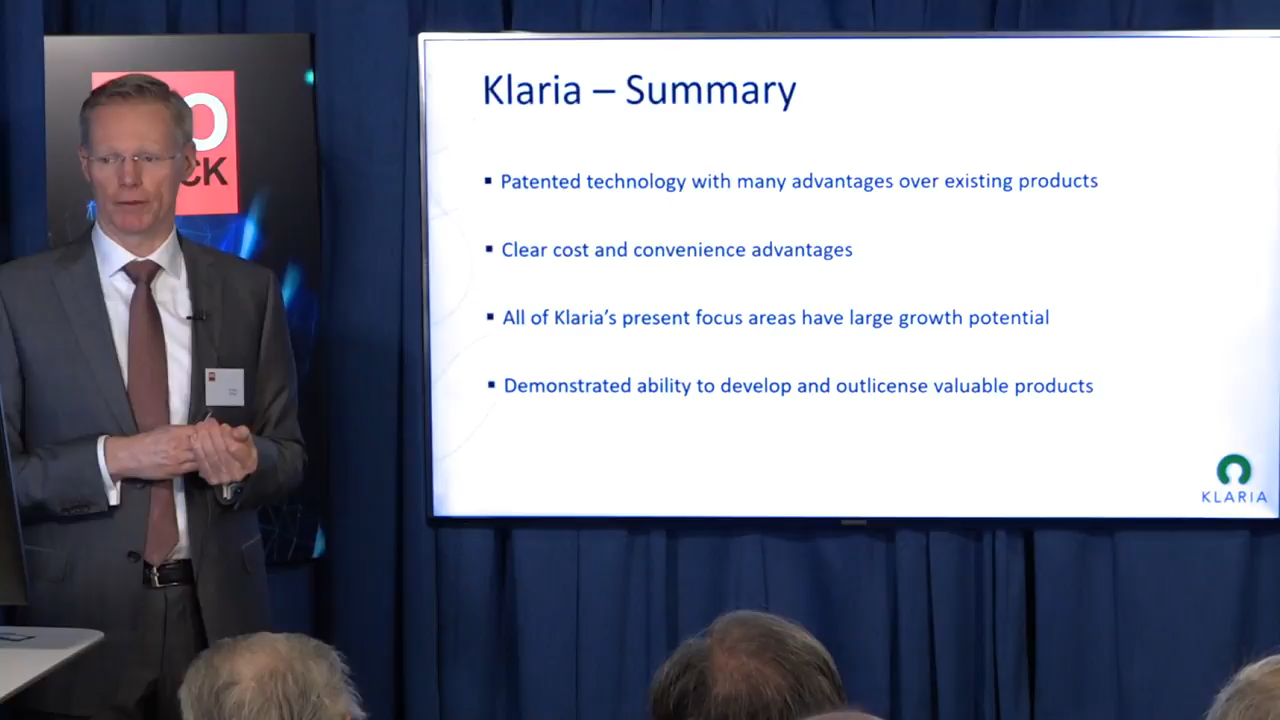 O
CK
Klaria – Summary
▪ Patented technology with many advantages over existing products
▪ Clear cost and convenience advantages
▪ All of Klaria's present focus areas have large growth potential
▪ Demonstrated ability to develop and outlicense valuable products
KLARIA